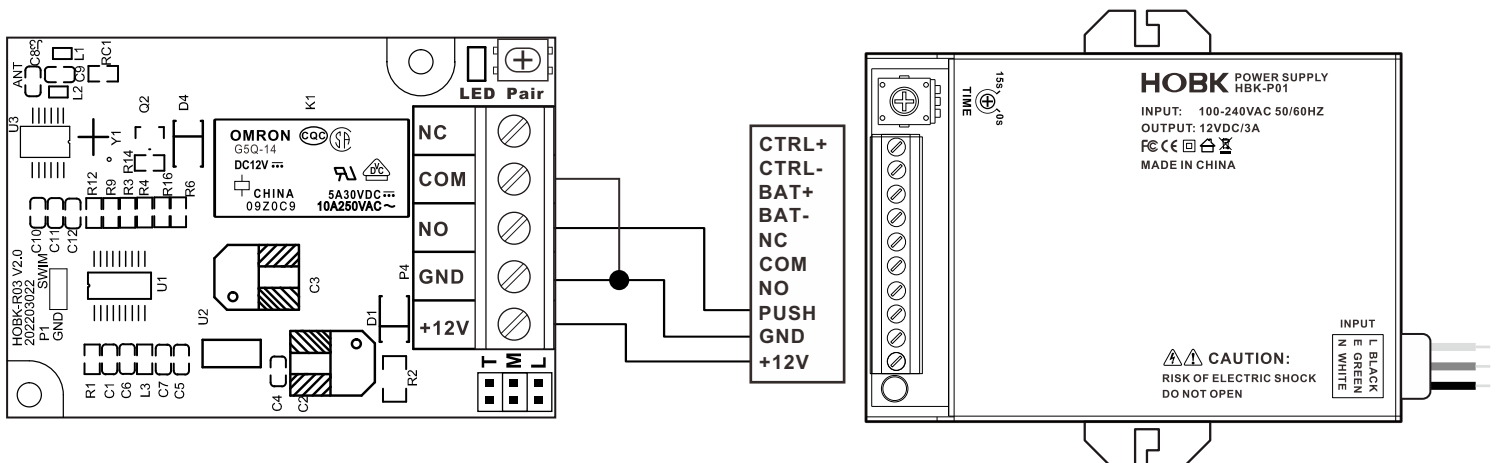 ANT
C8
C9
L1
L2
RC1
U3
Y1
Q2
D4
K1
R14
OMRON
G5Q-14
DC12V
CQC
CHINA
09Z0C9
5A30VDC
10A250VAC ~
LED Pair
NC
COM
NO
GND
+12V
P4
R12
R9
R3
R4
R16
R6
C10
C11
C12
HOBK-R03 V2.0
202203022
P1
GND
SWIM
U1
U2
C3
D1
R1
C1
C6
L3
C7
C5
C4
C2
R2
T
M
L
CTRL+
CTRL-
BAT+
BAT-
NC
COM
NO
PUSH
GND
+12V
15s
0s
TIME
HOBK POWER SUPPLY
HBK-P01
INPUT: 100-240VAC 50/60HZ
OUTPUT: 12VDC/3A
FC CE
MADE IN CHINA
CAUTION:
RISK OF ELECTRIC SHOCK
DO NOT OPEN
INPUT
L BLACK
E GREEN
N WHITE